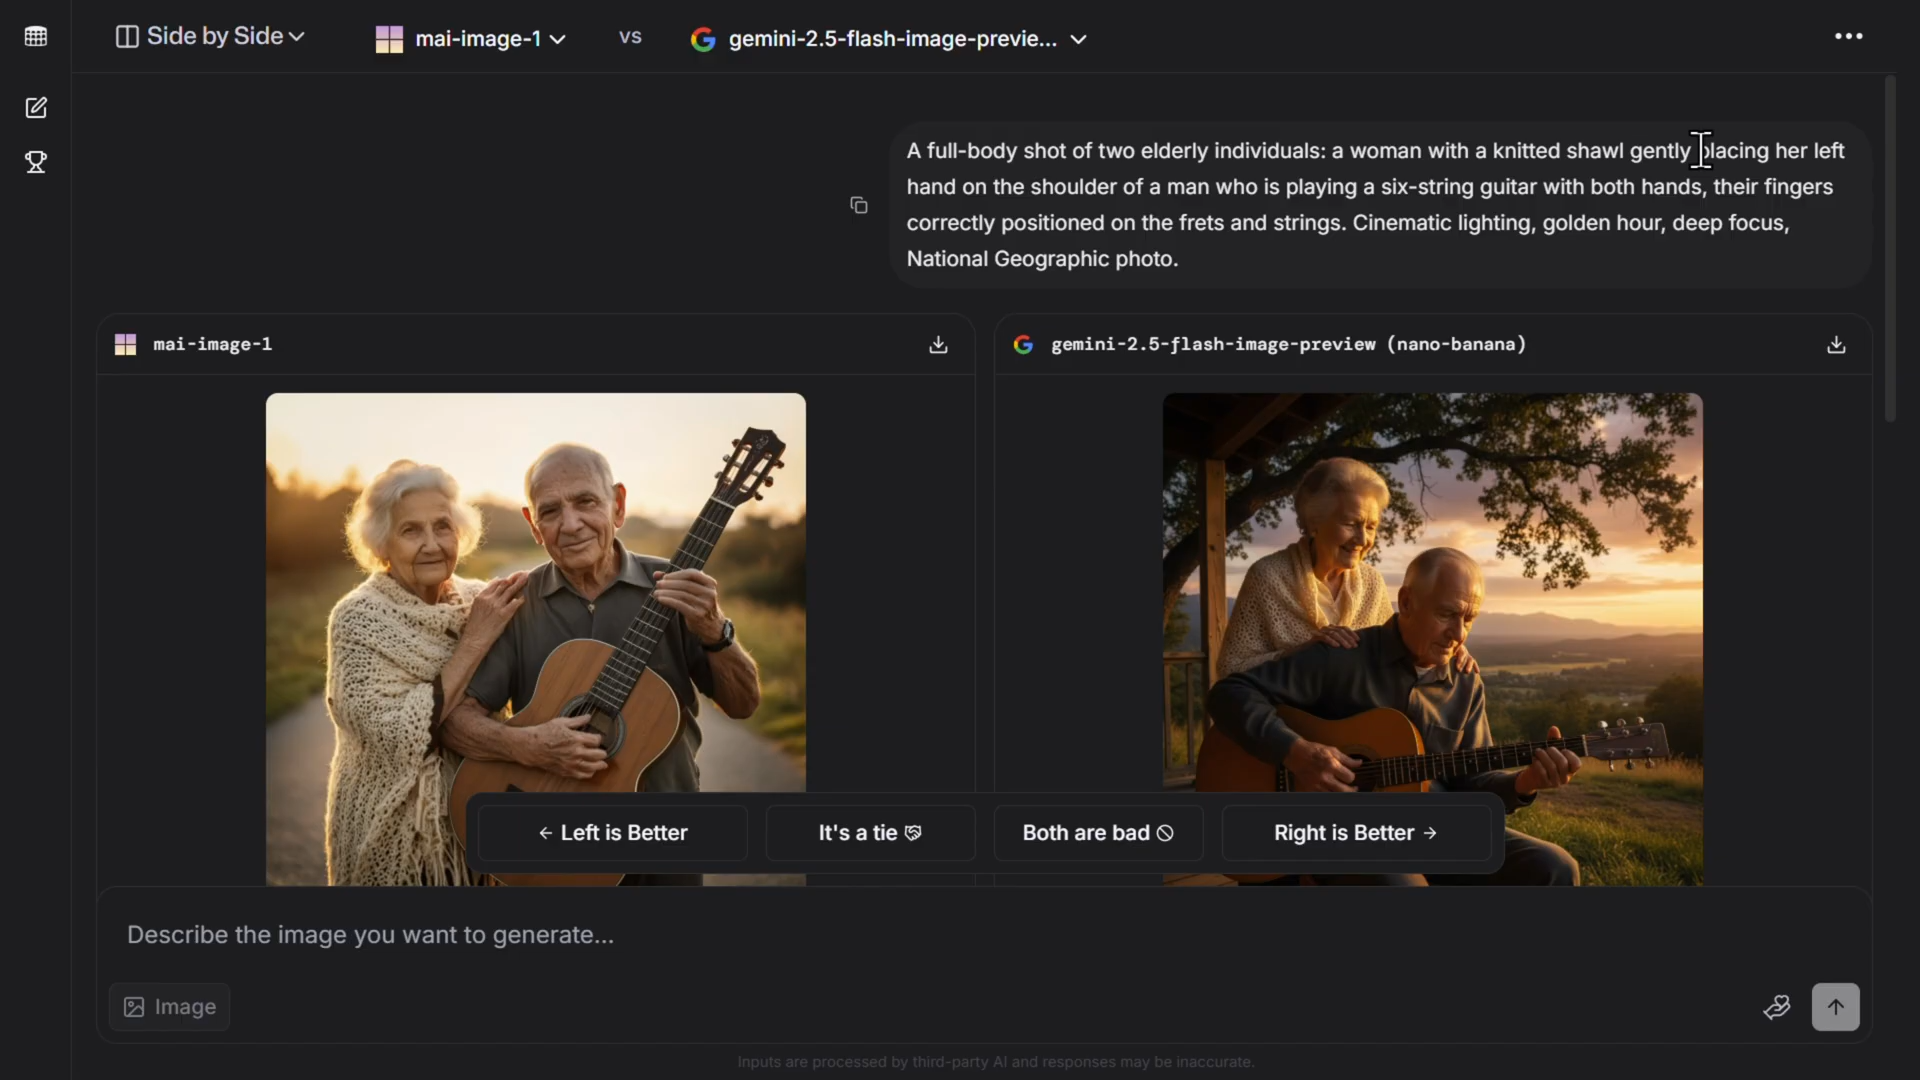 Side by Side
mai-image-1
VS
gemini-2.5-flash-image-previe...
A full-body shot of two elderly individuals: a woman with a knitted shawl gently placing her left
hand on the shoulder of a man who is playing a six-string guitar with both hands, their fingers
correctly positioned on the frets and strings. Cinematic lighting, golden hour, deep focus,
National Geographic photo.
mai-image-1
gemini-2.5-flash-image-preview (nano-banana)
← Left is Better
It's a tie
Both are bad
Right is Better →
Describe the image you want to generate...
Image
Inputs are processed by third-party AI and responses may be inaccurate.